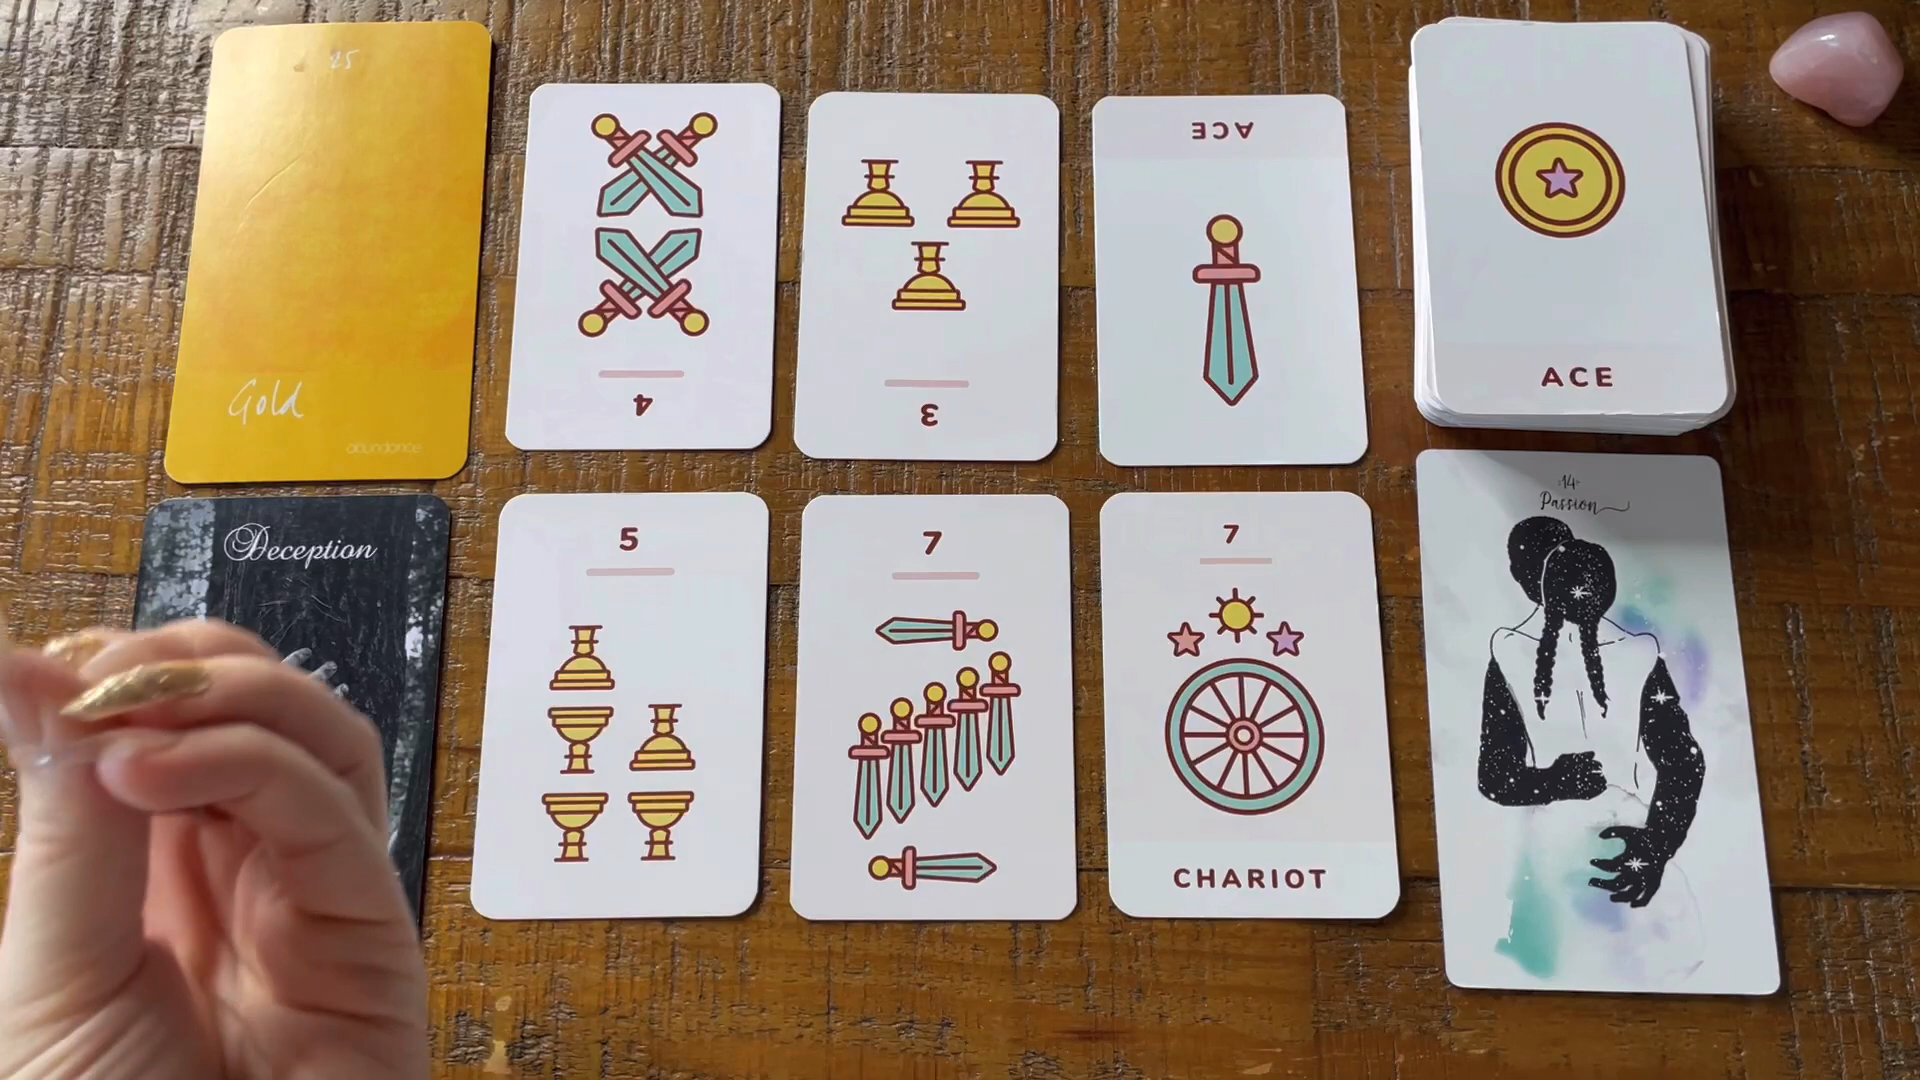 25
Gold
abundance
4
3
ACE
ACE
Deception
5
7
7
CHARIOT
14
Passion